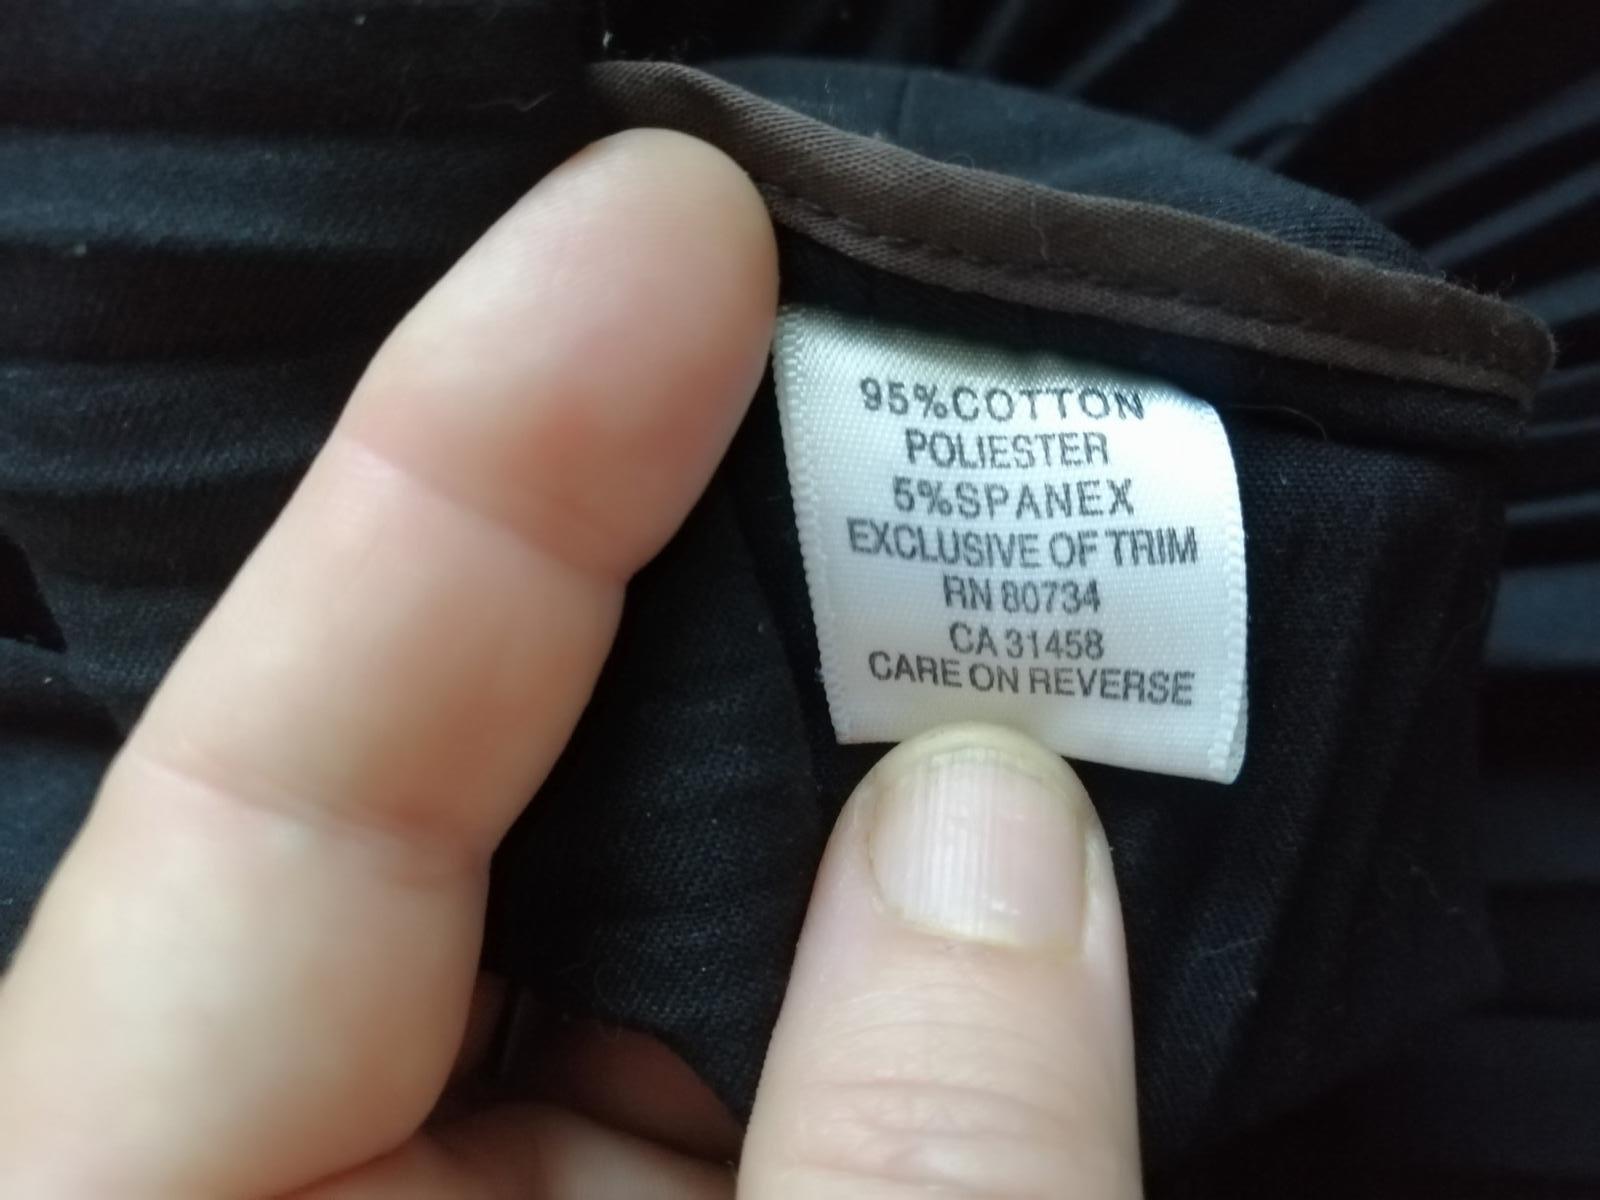 95%COTTON
POLIESTER
5%SPANEX
EXCLUSIVE OF TRIM
RN 80734
CA 31458
CARE ON REVERSE